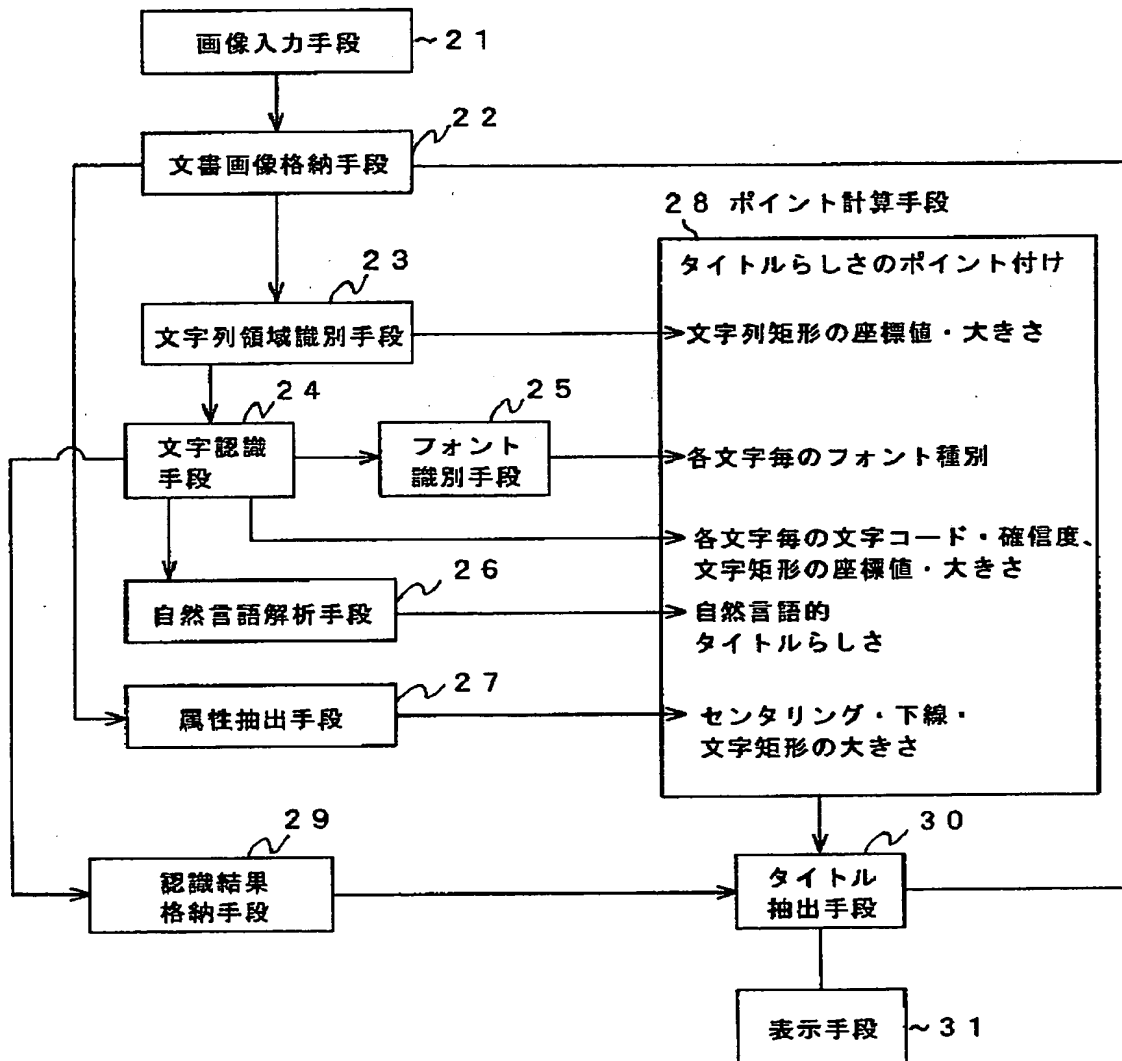 画像入力手段
~21
22
文書画像格納手段
28 ポイント計算手段
タイトルらしさのポイント付け
23
文字列領域識別手段
文字列矩形の座標値・大きさ
24
文字認識
手段
25
フォント
識別手段
各文字毎のフォント種別
各文字毎の文字コード・確信度、
文字矩形の座標値・大きさ
26
自然言語解析手段
自然言語的
タイトルらしさ
27
属性抽出手段
センタリング・下線・
文字矩形の大きさ
29
認識結果
格納手段
30
タイトル
抽出手段
表示手段
~31